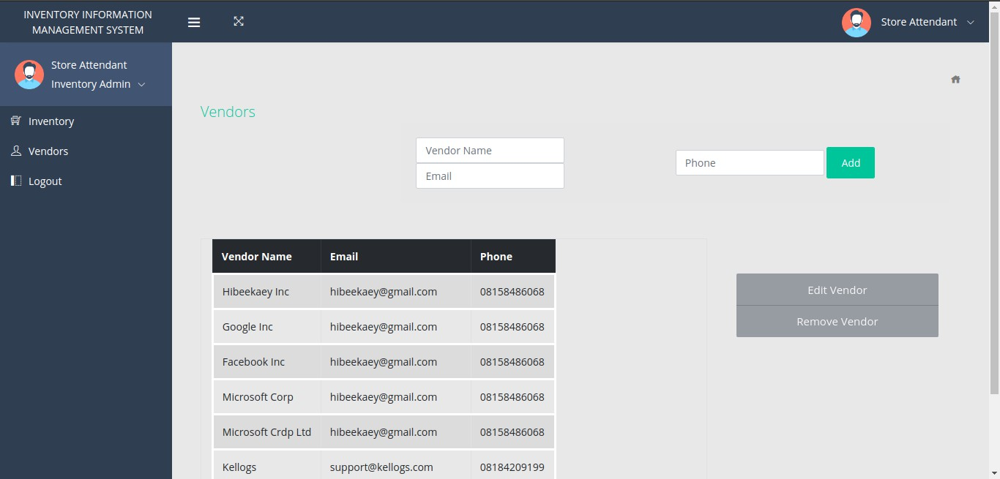 INVENTORY INFORMATION
MANAGEMENT SYSTEM
Store Attendant
Store Attendant
Inventory Admin
Inventory
Vendors
Logout
Vendors
Vendor Name
Email
Phone
Add
Vendor Name Email Phone
Hibeekaey Inc hibeekaey@gmail.com 08158486068
Google Inc hibeekaey@gmail.com 08158486068
Facebook Inc hibeekaey@gmail.com 08158486068
Microsoft Corp hibeekaey@gmail.com 08158486068
Microsoft Crdp Ltd hibeekaey@gmail.com 08158486068
Kellogs support@kellogs.com 08184209199
Edit Vendor
Remove Vendor